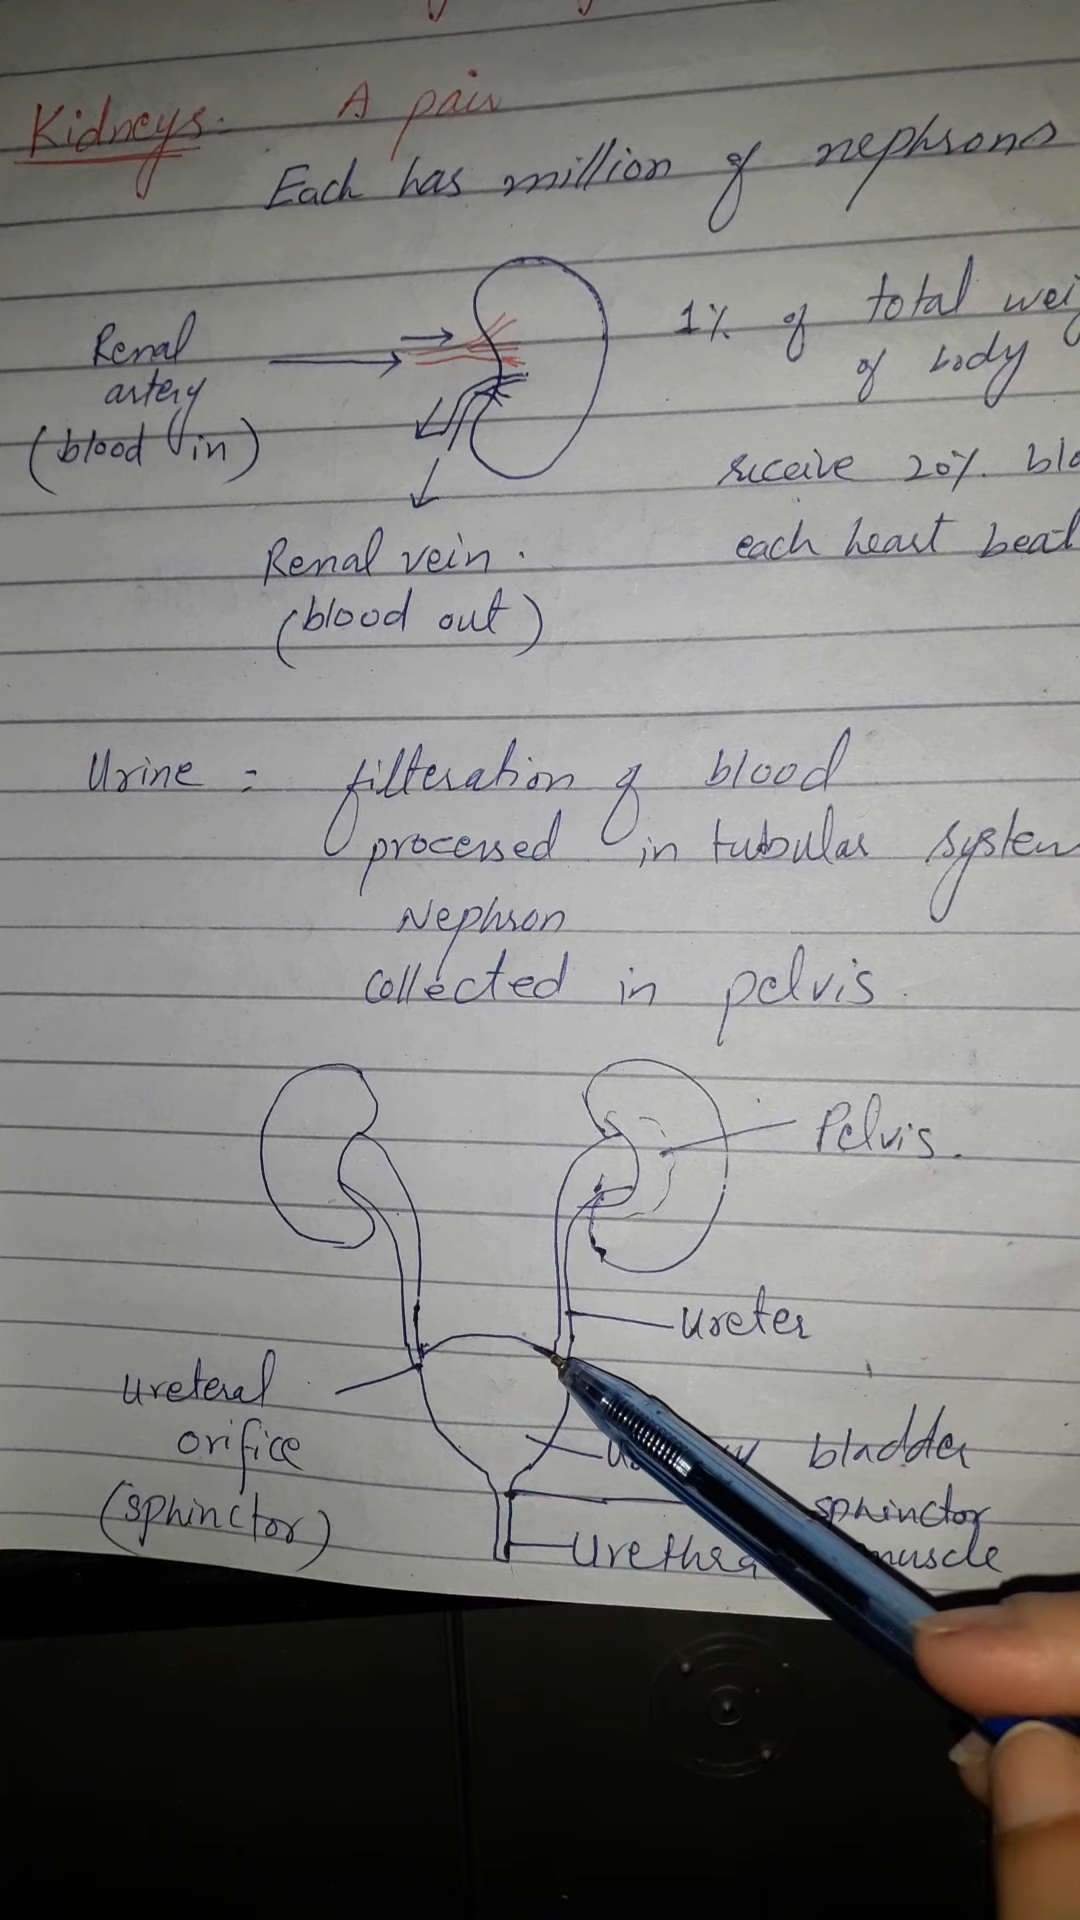 Kidneys: A pair
Each has million of nephrons
Renal
artery
(blood in)
1% of total
of body
receive 20%
each heart beat
Renal vein.
(blood out)
Urine = filteration of blood
processed in tubular system
Nephron
collected in pelvis.
Pelvis.
Ureter
Ureteral
orifice
(sphinctor)
bladder
sphinctor
muscle
Urethra